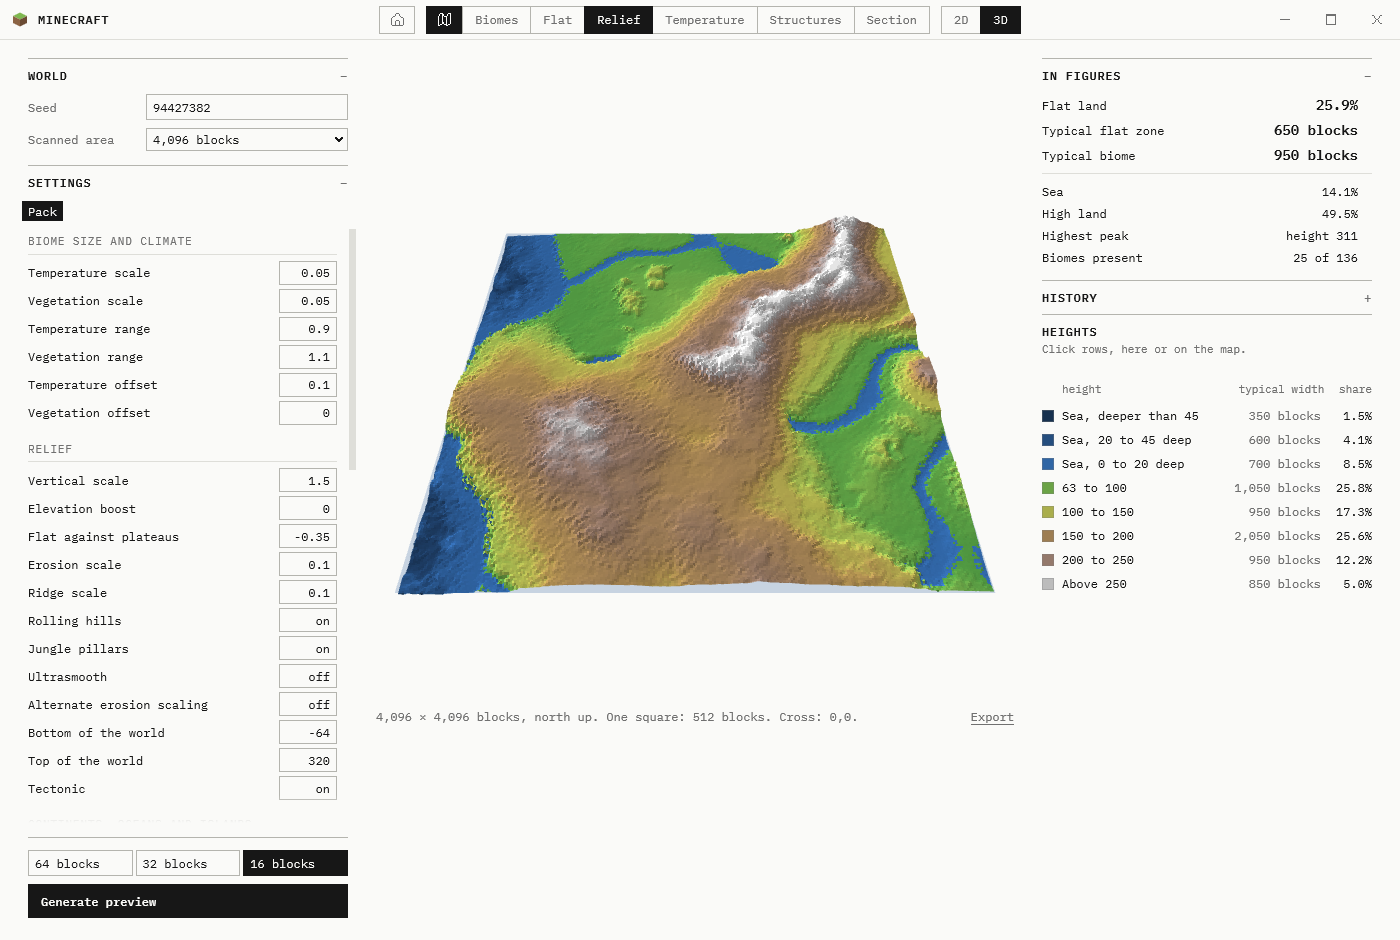 MINECRAFT
Biomes Flat Relief Temperature Structures Section 2D 3D
WORLD −
Seed 94427382
Scanned area 4,096 blocks
SETTINGS −
Pack
BIOME SIZE AND CLIMATE
Temperature scale 0.05
Vegetation scale 0.05
Temperature range 0.9
Vegetation range 1.1
Temperature offset 0.1
Vegetation offset 0
RELIEF
Vertical scale 1.5
Elevation boost 0
Flat against plateaus -0.35
Erosion scale 0.1
Ridge scale 0.1
Rolling hills on
Jungle pillars on
Ultrasmooth off
Alternate erosion scaling off
Bottom of the world -64
Top of the world 320
Tectonic on
64 blocks 32 blocks 16 blocks
Generate preview
4,096 × 4,096 blocks, north up. One square: 512 blocks. Cross: 0,0. Export
IN FIGURES −
Flat land 25.9%
Typical flat zone 650 blocks
Typical biome 950 blocks
Sea 14.1%
High land 49.5%
Highest peak height 311
Biomes present 25 of 136
HISTORY +
HEIGHTS
Click rows, here or on the map.
height typical width share
Sea, deeper than 45 350 blocks 1.5%
Sea, 20 to 45 deep 600 blocks 4.1%
Sea, 0 to 20 deep 700 blocks 8.5%
63 to 100 1,050 blocks 25.8%
100 to 150 950 blocks 17.3%
150 to 200 2,050 blocks 25.6%
200 to 250 950 blocks 12.2%
Above 250 850 blocks 5.0%